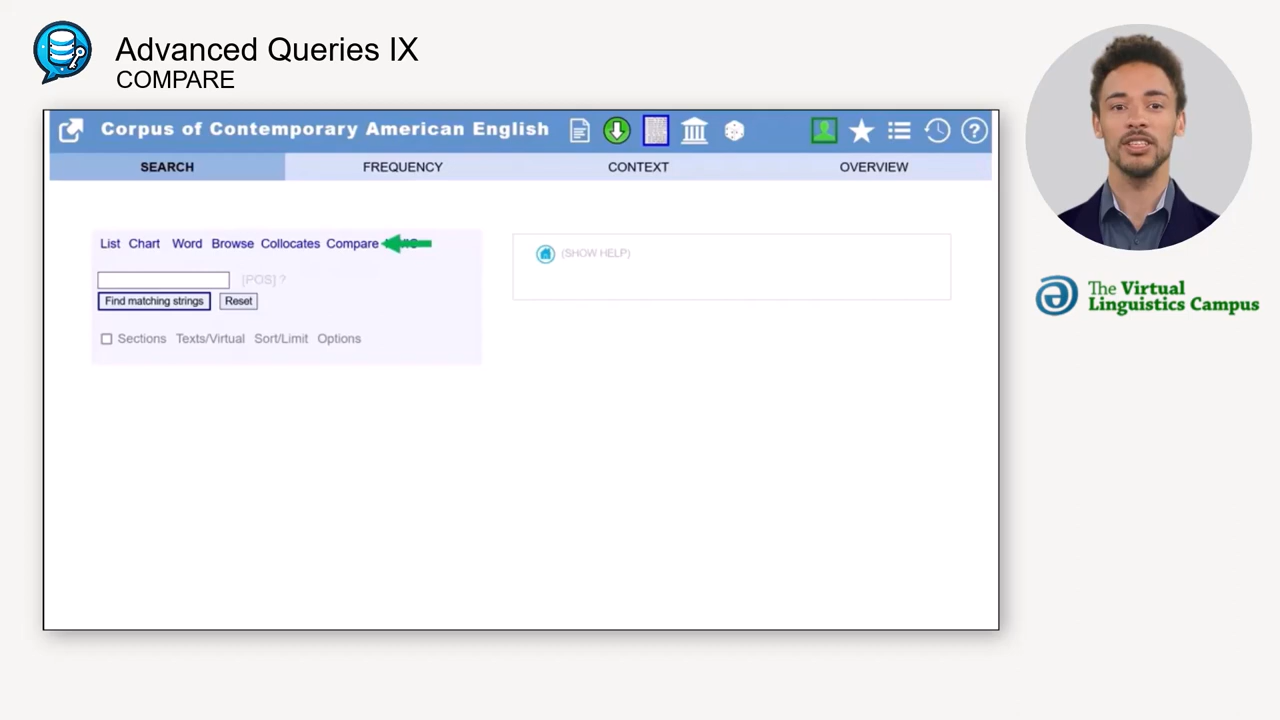 Advanced Queries IX
COMPARE
Corpus of Contemporary American English
SEARCH FREQUENCY CONTEXT OVERVIEW
List Chart Word Browse Collocates Compare
[POS] ?
Find matching strings Reset
Sections Texts/Virtual Sort/Limit Options
(SHOW HELP)
The Virtual
Linguistics Campus